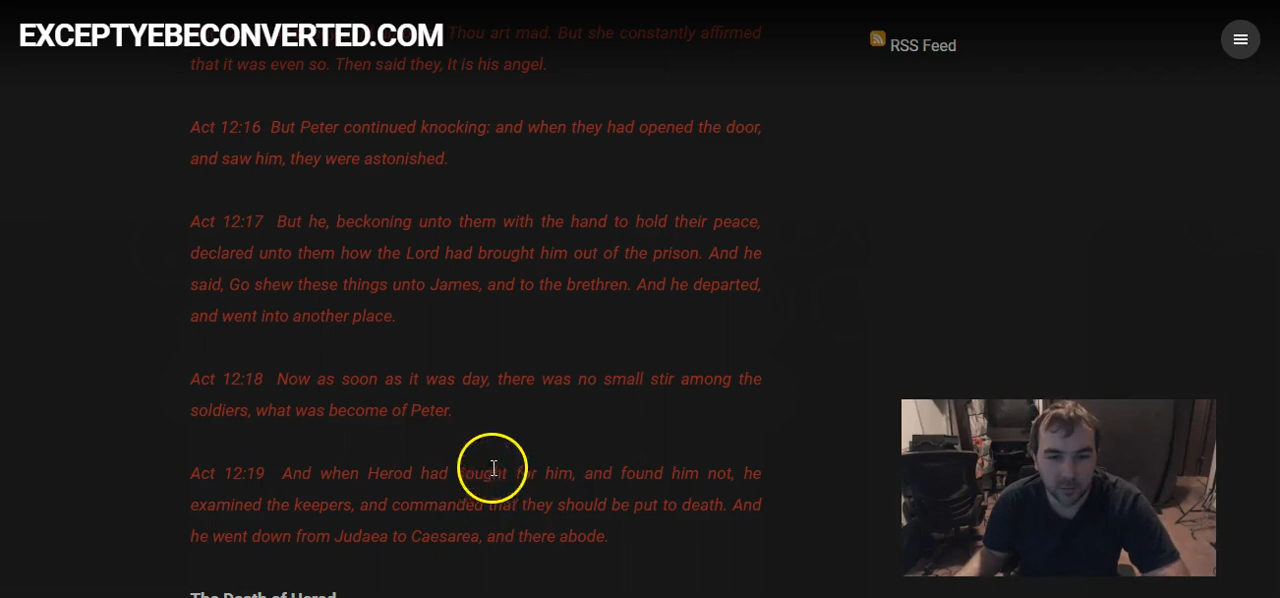 EXCEPTYEBECONVERTED.COM
RSS Feed
Thou art mad. But she constantly affirmed
that it was even so. Then said they, It is his angel.
Act 12:16 But Peter continued knocking: and when they had opened the door,
and saw him, they were astonished.
Act 12:17 But he, beckoning unto them with the hand to hold their peace,
declared unto them how the Lord had brought him out of the prison. And he
said, Go shew these things unto James, and to the brethren. And he departed,
and went into another place.
Act 12:18 Now as soon as it was day, there was no small stir among the
soldiers, what was become of Peter.
Act 12:19 And when Herod had sought for him, and found him not, he
examined the keepers, and commanded that they should be put to death. And
he went down from Judaea to Caesarea, and there abode.
The Death of Herod